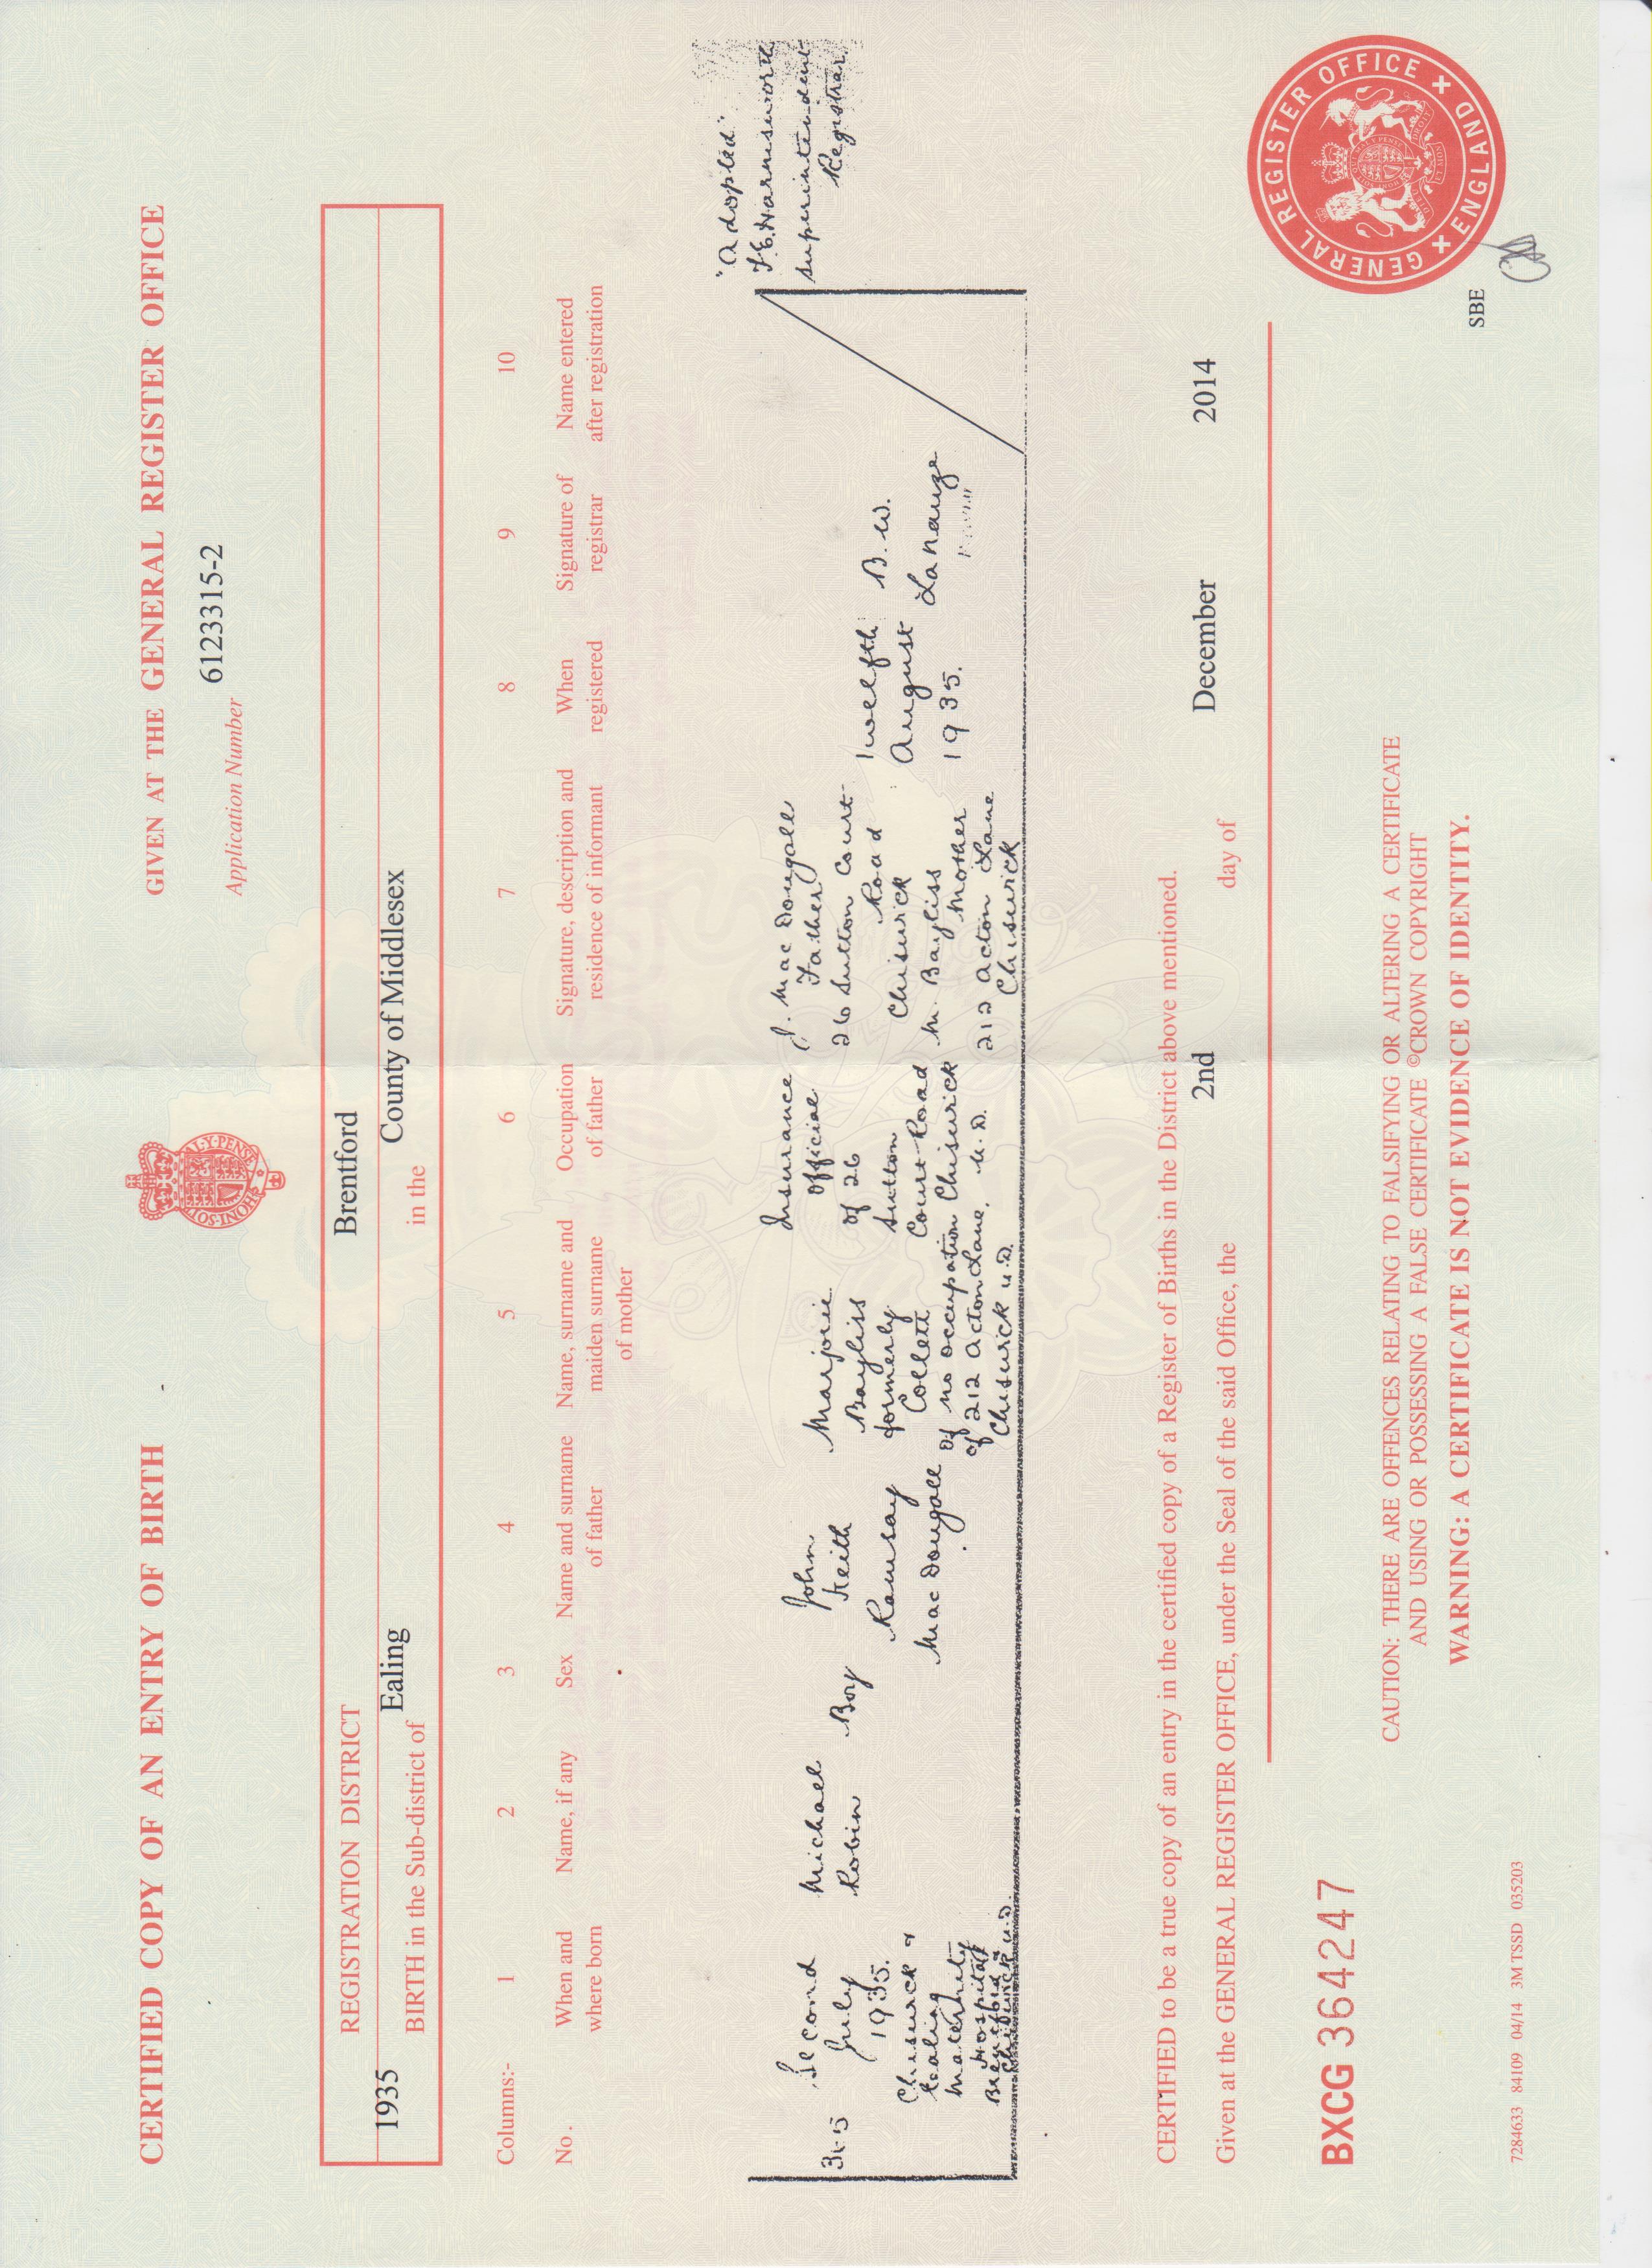 CERTIFIED COPY OF AN ENTRY OF BIRTH
GIVEN AT THE GENERAL REGISTER OFFICE
Application Number 6123315-2
REGISTRATION DISTRICT Brentford
1935 BIRTH in the Sub-district of Ealing in the County of Middlesex
Columns:- 1 2 3 4 5 6 7 8 9 10
No.
When and
where born
Name, if any
Sex
Name and surname
of father
Name, surname and
maiden surname
of mother
Occupation
of father
Signature, description and
residence of informant
When
registered
Signature of
registrar
Name entered
after registration
Second
July
1935.
Chiswick &
Ealing
Maternity
Hospital
Brentford &
Chiswick U.D.
Michael
Robin
Boy
John
Keith
Ramsay
MacDougall
Marjorie
Bayliss
formerly
Collett
of no occupation
of 212 Acton Lane.
Chiswick U.D.
Insurance
Official
of 26
Sutton
Court Road
Chiswick
U.D.
J. MacDougall
Father
26 Sutton Court
Road
Chiswick
M. Bayliss
Mother
212 Acton Lane
Chiswick
Twelfth
August
1935.
B. W.
LaNauze
"Adopted"
Harmsworth
Superintendent
Registrar.
CERTIFIED to be a true copy of an entry in the certified copy of a Register of Births in the District above mentioned.
Given at the GENERAL REGISTER OFFICE, under the Seal of the said Office, the 2nd day of December 2014
BXCG 364247
CAUTION: THERE ARE OFFENCES RELATING TO FALSIFYING OR ALTERING A CERTIFICATE
AND USING OR POSSESSING A FALSE CERTIFICATE ©CROWN COPYRIGHT
WARNING: A CERTIFICATE IS NOT EVIDENCE OF IDENTITY.
7284633 84109 04/14 3M TSSD 035203
SBE
GENERAL REGISTER OFFICE
ENGLAND